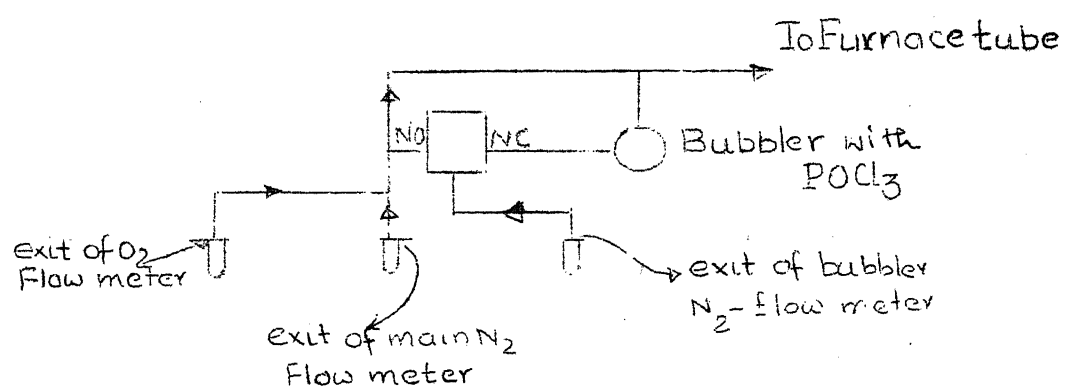 To Furnace tube
NO
NC
Bubbler with
POCl3
exit of O2
Flow meter
exit of bubbler
N2- flow meter
exit of main N2
Flow meter